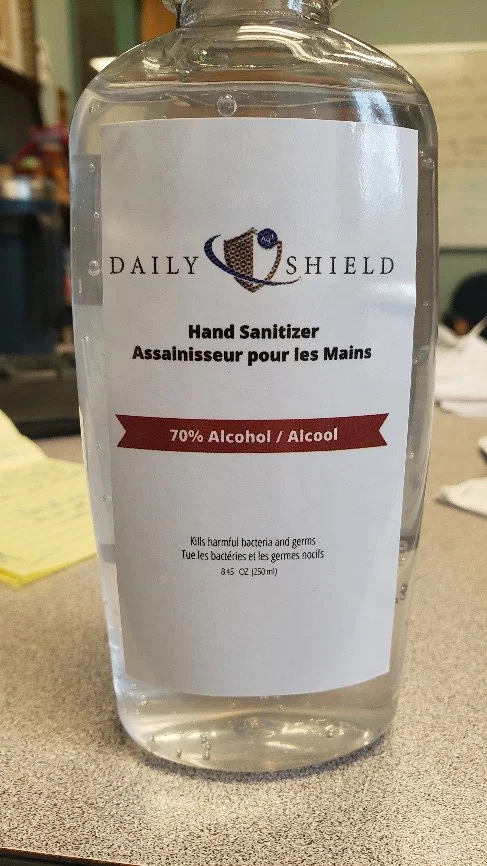 DAILY SHIELD
Hand Sanitizer
Assainisseur pour les Mains
70% Alcohol / Alcool
Kills harmful bacteria and germs
Tue les bactéries et les germes nocifs
8.45 OZ (250 ml)